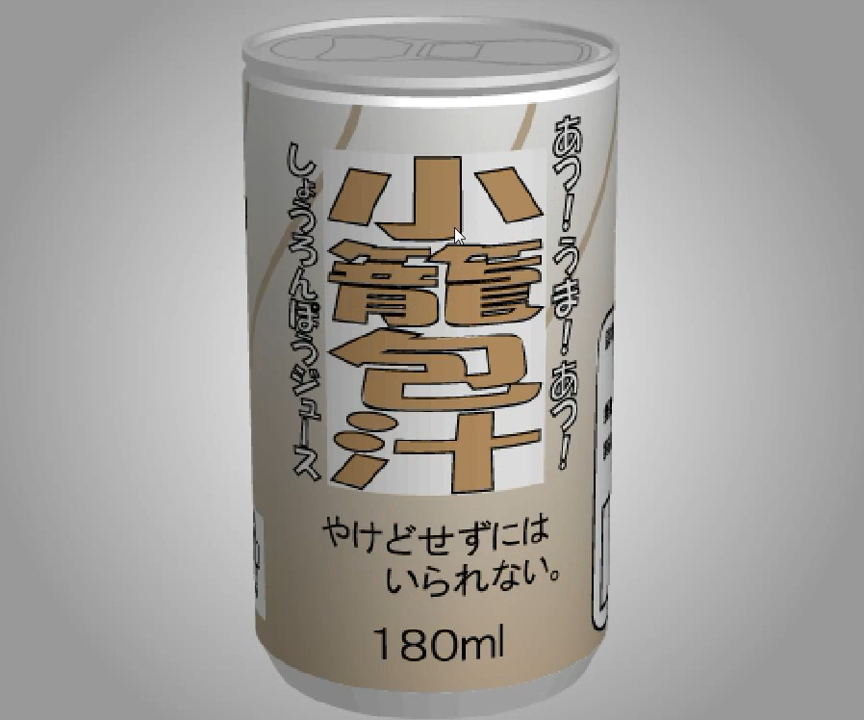 あつ！うま！あつ！
小籠包汁
しょうろんぽうジュース
やけどせずには
いられない。
180ml